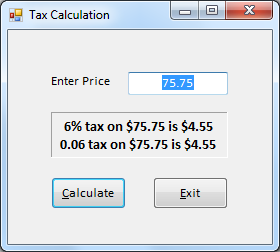 Tax Calculation
Enter Price 75.75
6% tax on $75.75 is $4.55
0.06 tax on $75.75 is $4.55
Calculate Exit